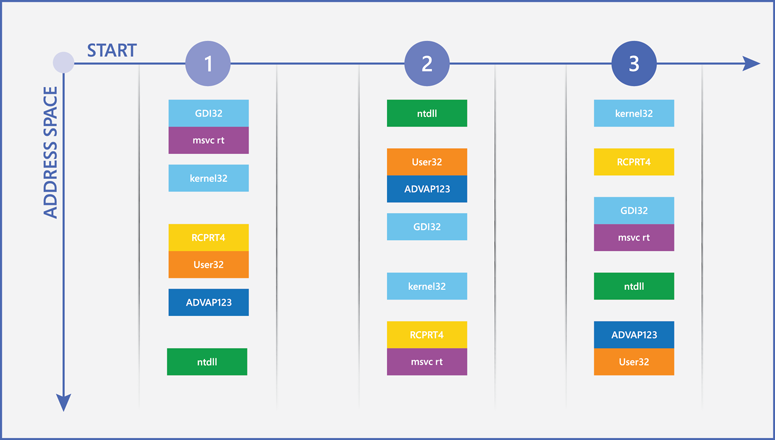 START
ADDRESS SPACE
1
GDI32
msvc rt
kernel32
RCPRT4
User32
ADVAP123
ntdll
2
ntdll
User32
ADVAP123
GDI32
kernel32
RCPRT4
msvc rt
3
kernel32
RCPRT4
GDI32
msvc rt
ntdll
ADVAP123
User32